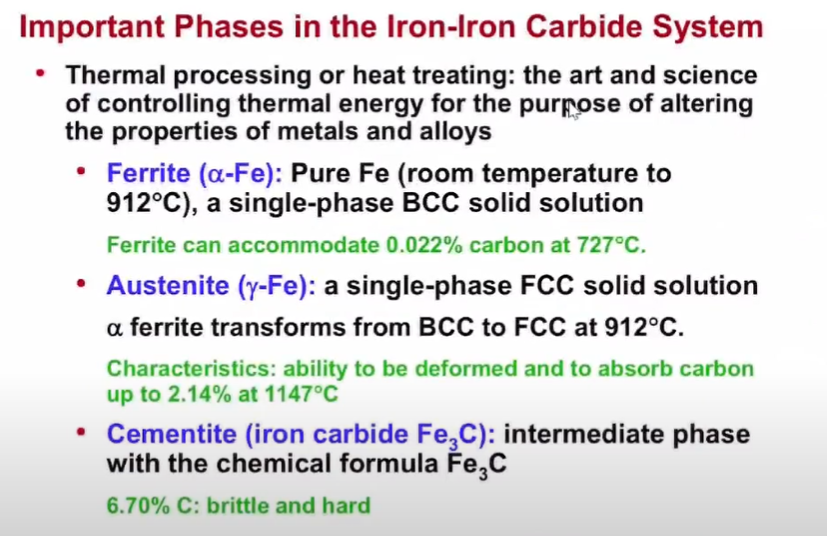 Important Phases in the Iron-Iron Carbide System
• Thermal processing or heat treating: the art and science
of controlling thermal energy for the purpose of altering
the properties of metals and alloys
• Ferrite (α-Fe): Pure Fe (room temperature to
912°C), a single-phase BCC solid solution
Ferrite can accommodate 0.022% carbon at 727°C.
• Austenite (γ-Fe): a single-phase FCC solid solution
α ferrite transforms from BCC to FCC at 912°C.
Characteristics: ability to be deformed and to absorb carbon
up to 2.14% at 1147°C
• Cementite (iron carbide Fe₃C): intermediate phase
with the chemical formula Fe₃C
6.70% C: brittle and hard